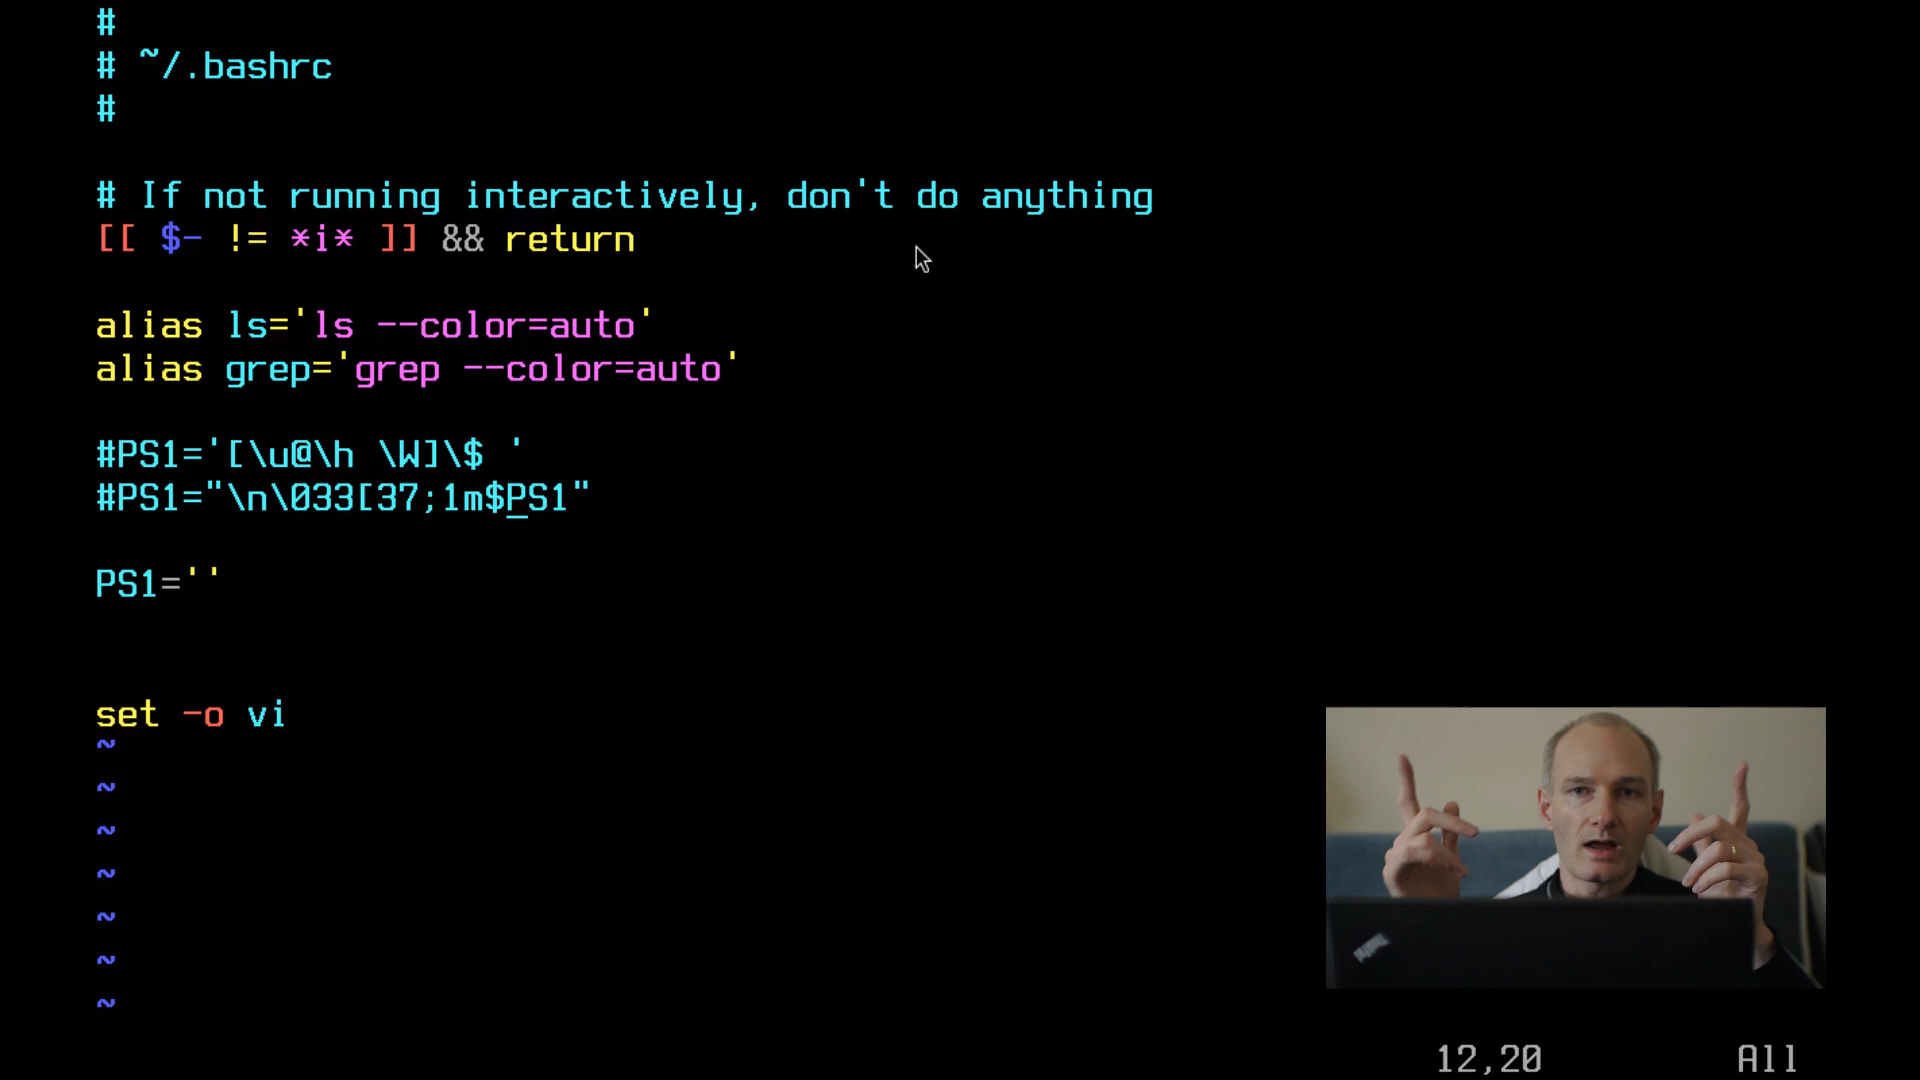 #
# ~/.bashrc
#
# If not running interactively, don't do anything
[[ $- != *i* ]] && return
alias ls='ls --color=auto'
alias grep='grep --color=auto'
#PS1='[\u@\h \W]\$ '
#PS1="\n\033[37;1m$PS1"
PS1=''
set -o vi
~
~
~
~
~
~
~
12,20 All